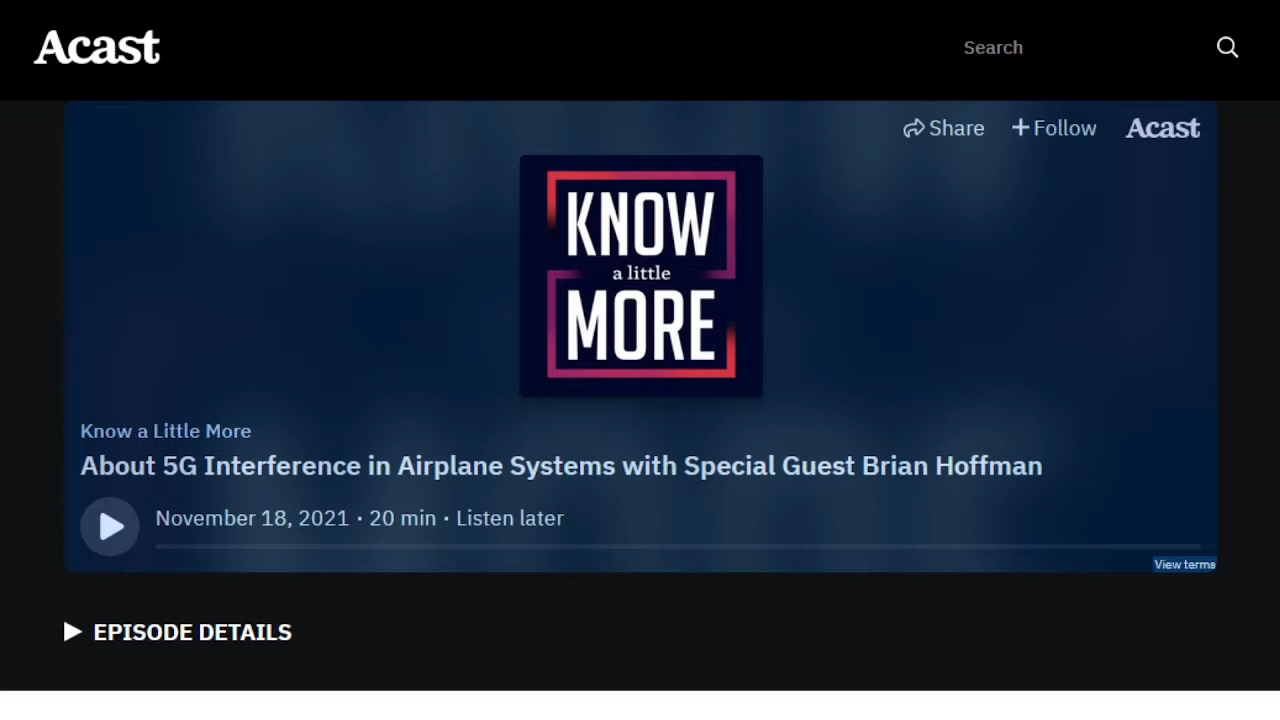 Acast
Search
Share
Follow
Acast
KNOW
a little
MORE
Know a Little More
About 5G Interference in Airplane Systems with Special Guest Brian Hoffman
November 18, 2021 · 20 min · Listen later
View terms
EPISODE DETAILS